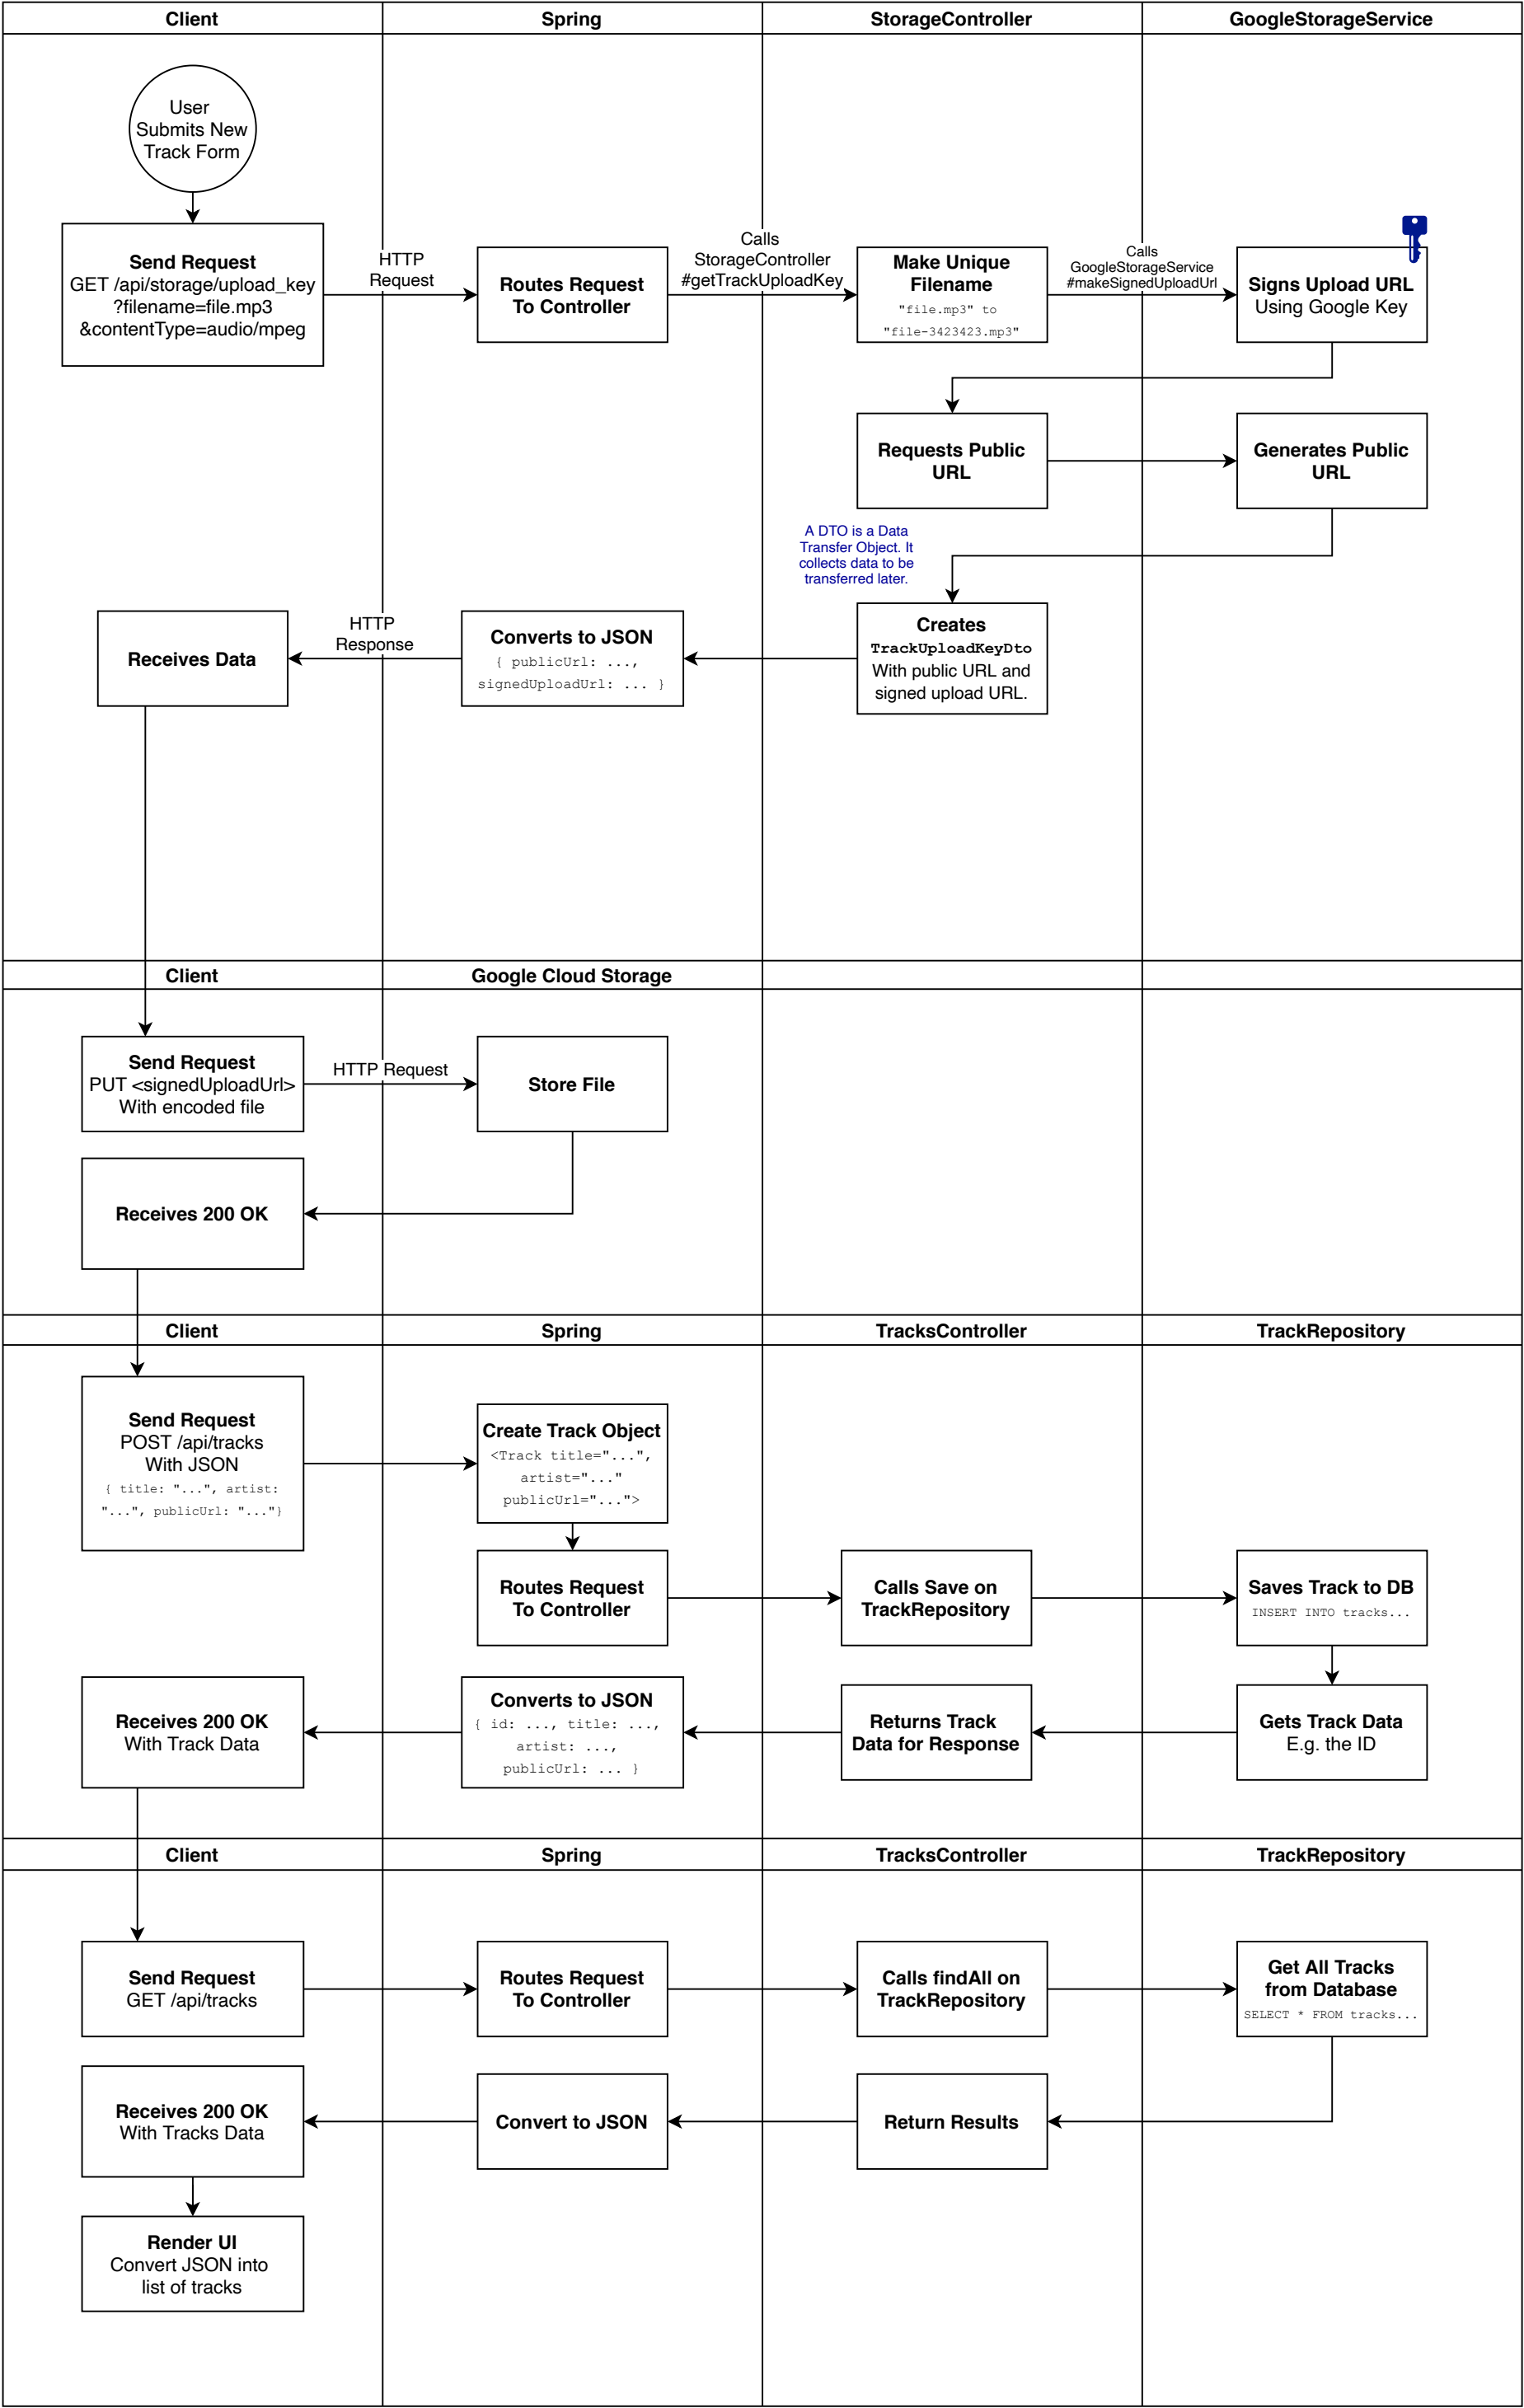 Client
Spring
StorageController
GoogleStorageService
User
Submits New
Track Form
Send Request
GET /api/storage/upload_key
?filename=file.mp3
&contentType=audio/mpeg
HTTP
Request
Routes Request
To Controller
Calls
StorageController
#getTrackUploadKey
Make Unique
Filename
"file.mp3" to
"file-3423423.mp3"
Calls
GoogleStorageService
#makeSignedUploadUrl
Signs Upload URL
Using Google Key
Requests Public
URL
Generates Public
URL
A DTO is a Data
Transfer Object. It
collects data to be
transferred later.
Creates
TrackUploadKeyDto
With public URL and
signed upload URL.
Converts to JSON
{ publicUrl: ...,
signedUploadUrl: ... }
HTTP
Response
Receives Data
Client
Google Cloud Storage
Send Request
PUT <signedUploadUrl>
With encoded file
HTTP Request
Store File
Receives 200 OK
Client
Spring
TracksController
TrackRepository
Send Request
POST /api/tracks
With JSON
{ title: "...", artist:
"...", publicUrl: "..."}
Create Track Object
<Track title="...",
artist="..."
publicUrl="...">
Routes Request
To Controller
Calls Save on
TrackRepository
Saves Track to DB
INSERT INTO tracks...
Gets Track Data
E.g. the ID
Returns Track
Data for Response
Converts to JSON
{ id: ..., title: ...,
artist: ...,
publicUrl: ... }
Receives 200 OK
With Track Data
Client
Spring
TracksController
TrackRepository
Send Request
GET /api/tracks
Routes Request
To Controller
Calls findAll on
TrackRepository
Get All Tracks
from Database
SELECT * FROM tracks...
Return Results
Convert to JSON
Receives 200 OK
With Tracks Data
Render UI
Convert JSON into
list of tracks